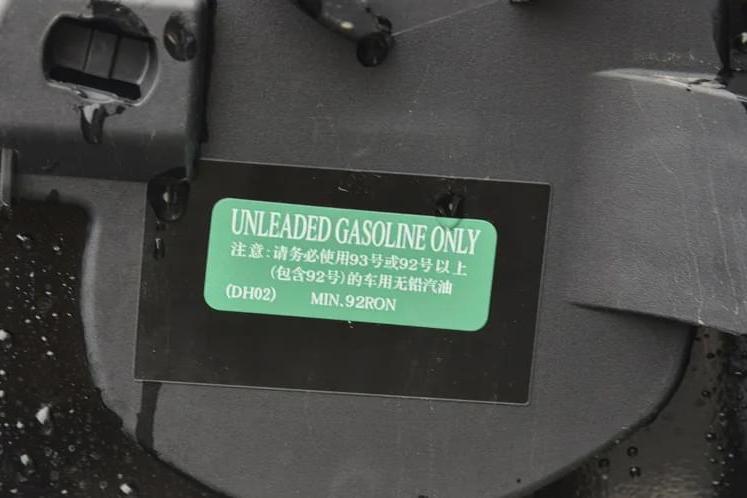 UNLEADED GASOLINE ONLY
注意:请务必使用93号或92号以上
(包含92号)的车用无铅汽油
(DH02) MIN.92RON